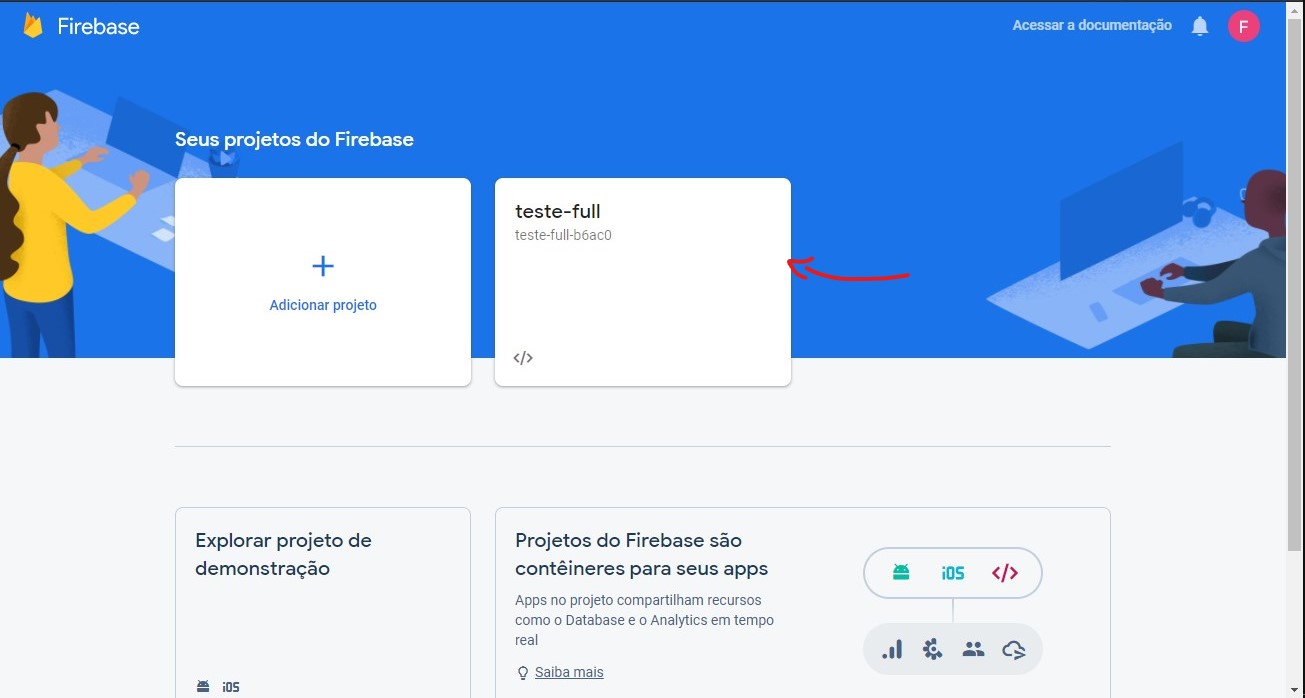 Firebase
Acessar a documentação
F
Seus projetos do Firebase
Adicionar projeto
teste-full
teste-full-b6ac0
</>
Explorar projeto de
demonstração
iOS
Projetos do Firebase são
contêineres para seus apps
Apps no projeto compartilham recursos
como o Database e o Analytics em tempo
real
Saiba mais
iOS </>